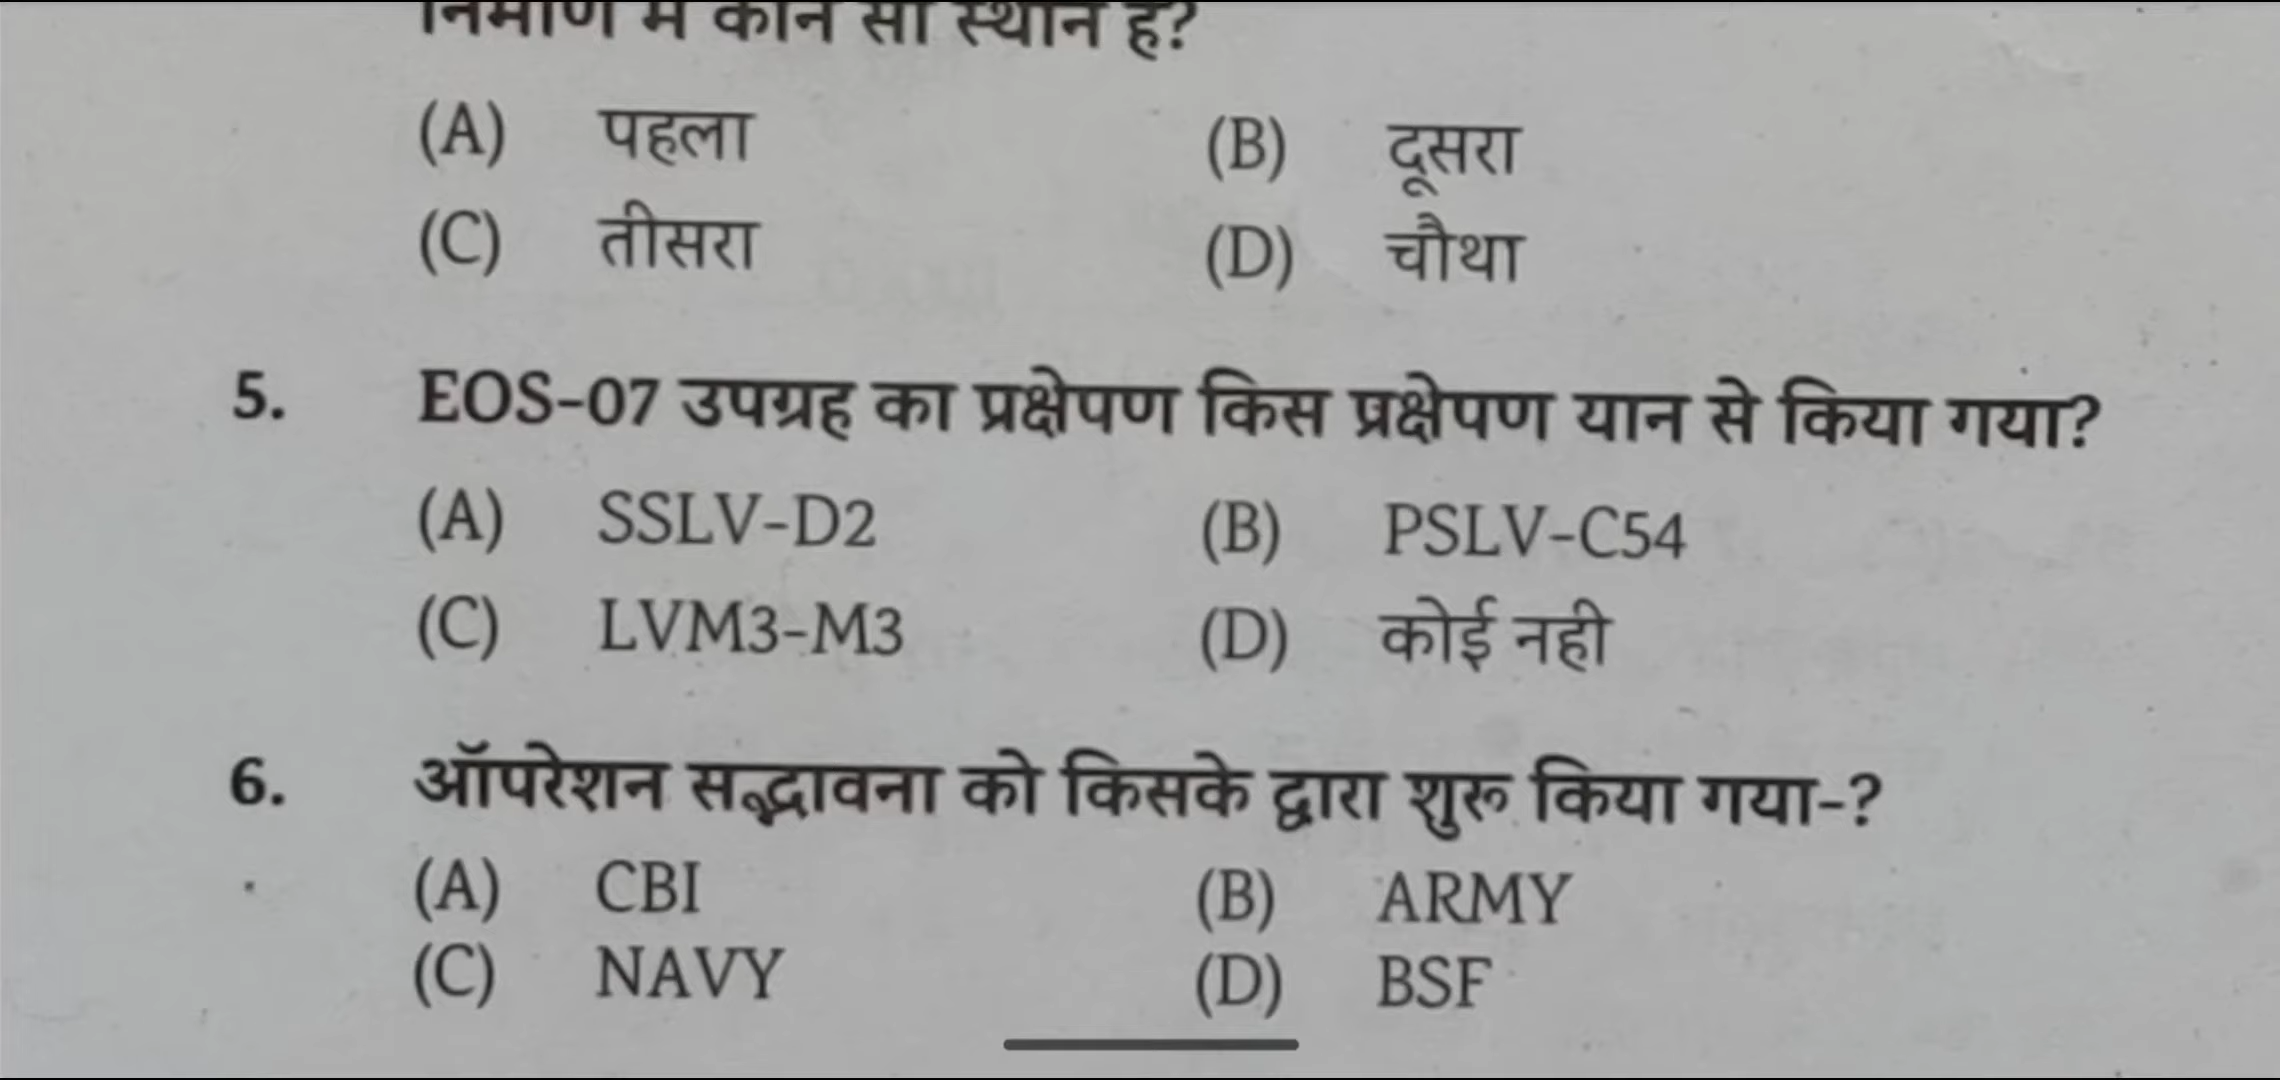 निर्माण में कौन सा स्थान है?
(A) पहला (B) दूसरा
(C) तीसरा (D) चौथा
5. EOS-07 उपग्रह का प्रक्षेपण किस प्रक्षेपण यान से किया गया?
(A) SSLV-D2 (B) PSLV-C54
(C) LVM3-M3 (D) कोई नही
6. ऑपरेशन सद्भावना को किसके द्वारा शुरू किया गया-?
(A) CBI (B) ARMY
(C) NAVY (D) BSF